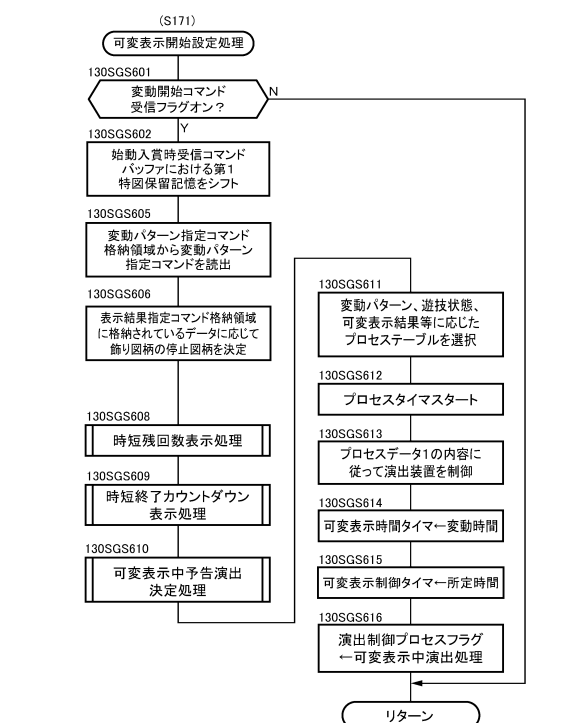 (S171)
可変表示開始設定処理
130SGS601
変動開始コマンド
受信フラグオン？
N
Y
130SGS602
始動入賞時受信コマンド
バッファにおける第1
特図保留記憶をシフト
130SGS605
変動パターン指定コマンド
格納領域から変動パターン
指定コマンドを読出
130SGS606
表示結果指定コマンド格納領域
に格納されているデータに応じて
飾り図柄の停止図柄を決定
130SGS608
時短残回数表示処理
130SGS609
時短終了カウントダウン
表示処理
130SGS610
可変表示中予告演出
決定処理
130SGS611
変動パターン、遊技状態、
可変表示結果等に応じた
プロセステーブルを選択
130SGS612
プロセスタイマスタート
130SGS613
プロセスデータ1の内容に
従って演出装置を制御
130SGS614
可変表示時間タイマ←変動時間
130SGS615
可変表示制御タイマ←所定時間
130SGS616
演出制御プロセスフラグ
←可変表示中演出処理
リターン